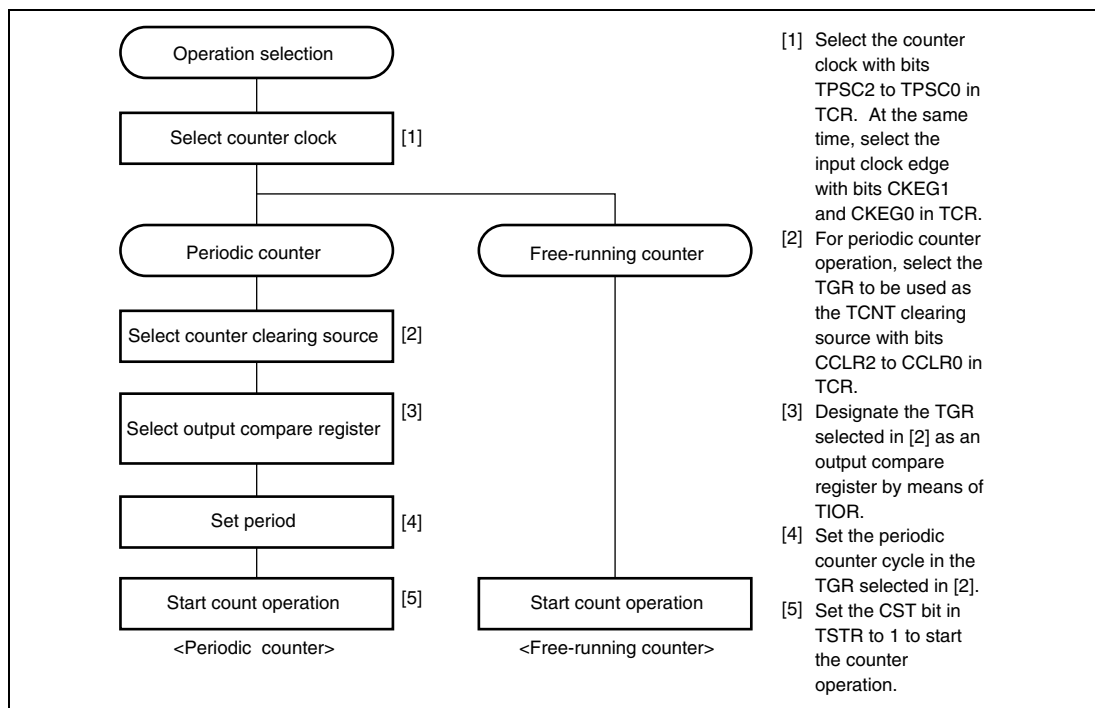 Operation selection
Select counter clock
[1]
Periodic counter
Free-running counter
Select counter clearing source
[2]
Select output compare register
[3]
Set period
[4]
Start count operation
[5]
Start count operation
<Periodic counter>
<Free-running counter>
[1] Select the counter
clock with bits
TPSC2 to TPSC0 in
TCR. At the same
time, select the
input clock edge
with bits CKEG1
and CKEG0 in TCR.
[2] For periodic counter
operation, select the
TGR to be used as
the TCNT clearing
source with bits
CCLR2 to CCLR0 in
TCR.
[3] Designate the TGR
selected in [2] as an
output compare
register by means of
TIOR.
[4] Set the periodic
counter cycle in the
TGR selected in [2].
[5] Set the CST bit in
TSTR to 1 to start
the counter
operation.